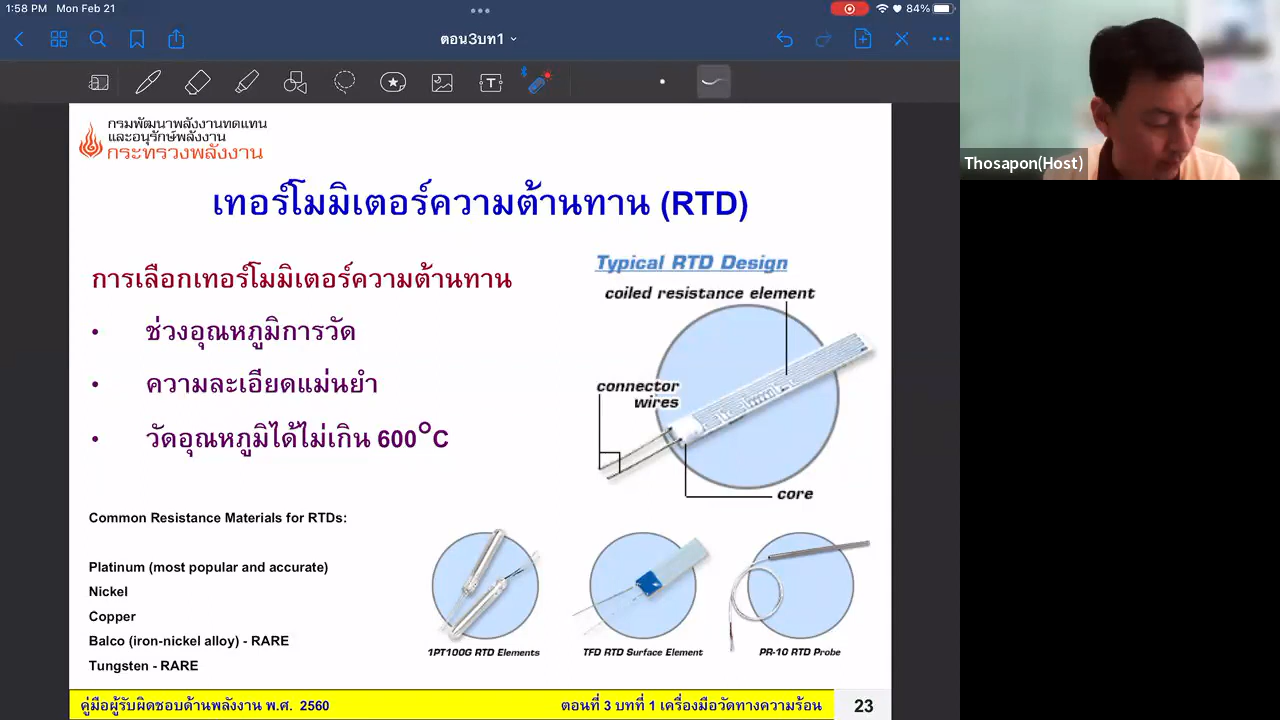 1:58 PM Mon Feb 21
84%
ตอน3บท1
Thosapon(Host)
กรมพัฒนาพลังงานทดแทน
และอนุรักษ์พลังงาน
กระทรวงพลังงาน
เทอร์โมมิเตอร์ความต้านทาน (RTD)
การเลือกเทอร์โมมิเตอร์ความต้านทาน
• ช่วงอุณหภูมิการวัด
• ความละเอียดแม่นยำ
• วัดอุณหภูมิได้ไม่เกิน 600°C
Typical RTD Design
coiled resistance element
connector
wires
core
Common Resistance Materials for RTDs:
Platinum (most popular and accurate)
Nickel
Copper
Balco (iron-nickel alloy) - RARE
Tungsten - RARE
1PT100G RTD Elements
TFD RTD Surface Element
PR-10 RTD Probe
คู่มือผู้รับผิดชอบด้านพลังงาน พ.ศ. 2560
ตอนที่ 3 บทที่ 1 เครื่องมือวัดทางความร้อน
23